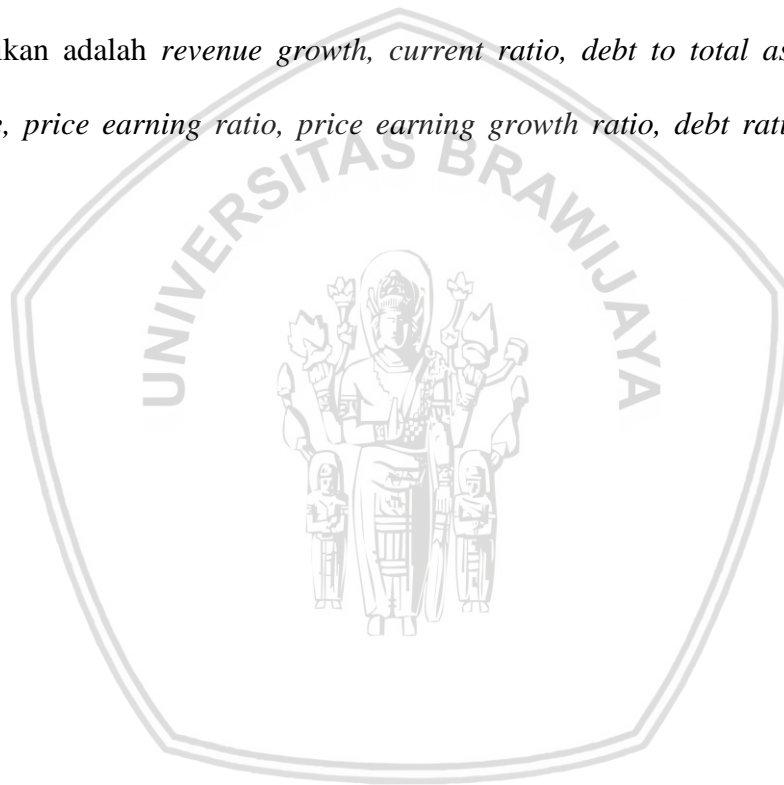 ikan adalah revenue growth, current ratio, debt to total as
, price earning ratio, price earning growth ratio, debt rati
UNIVERSITAS BRAWIJAYA